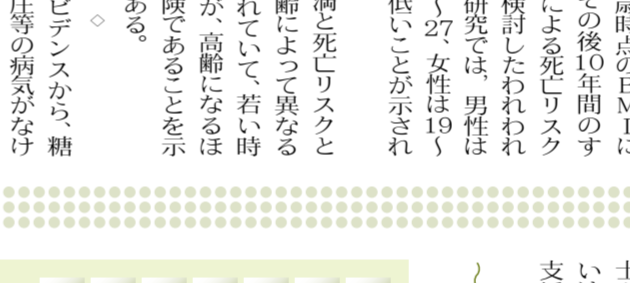 歳時点のBMIに
その後10年間のす
による死亡リスク
検討したわれわれ
研究では、男性は
～27、女性は19～
低いことが示され
満と死亡リスクと
齢によって異なる
れていて、若い時
が、高齢になるほ
険であることを示
ある。
◇
ビデンスから、糖
圧等の病気がなけ
士
い
支